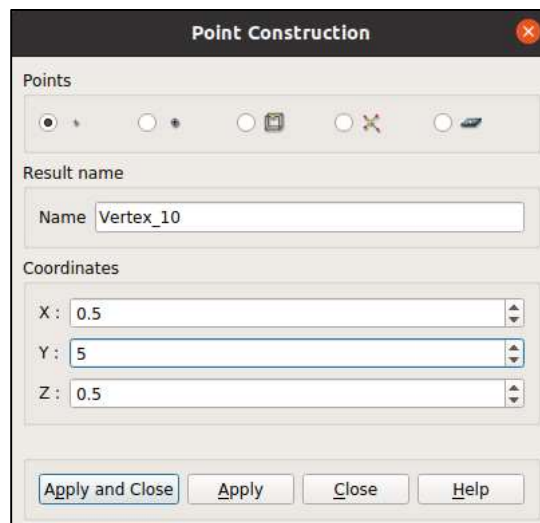 Point Construction
Points
Result name
Name Vertex_10
Coordinates
X : 0.5
Y : 5
Z : 0.5
Apply and Close Apply Close Help